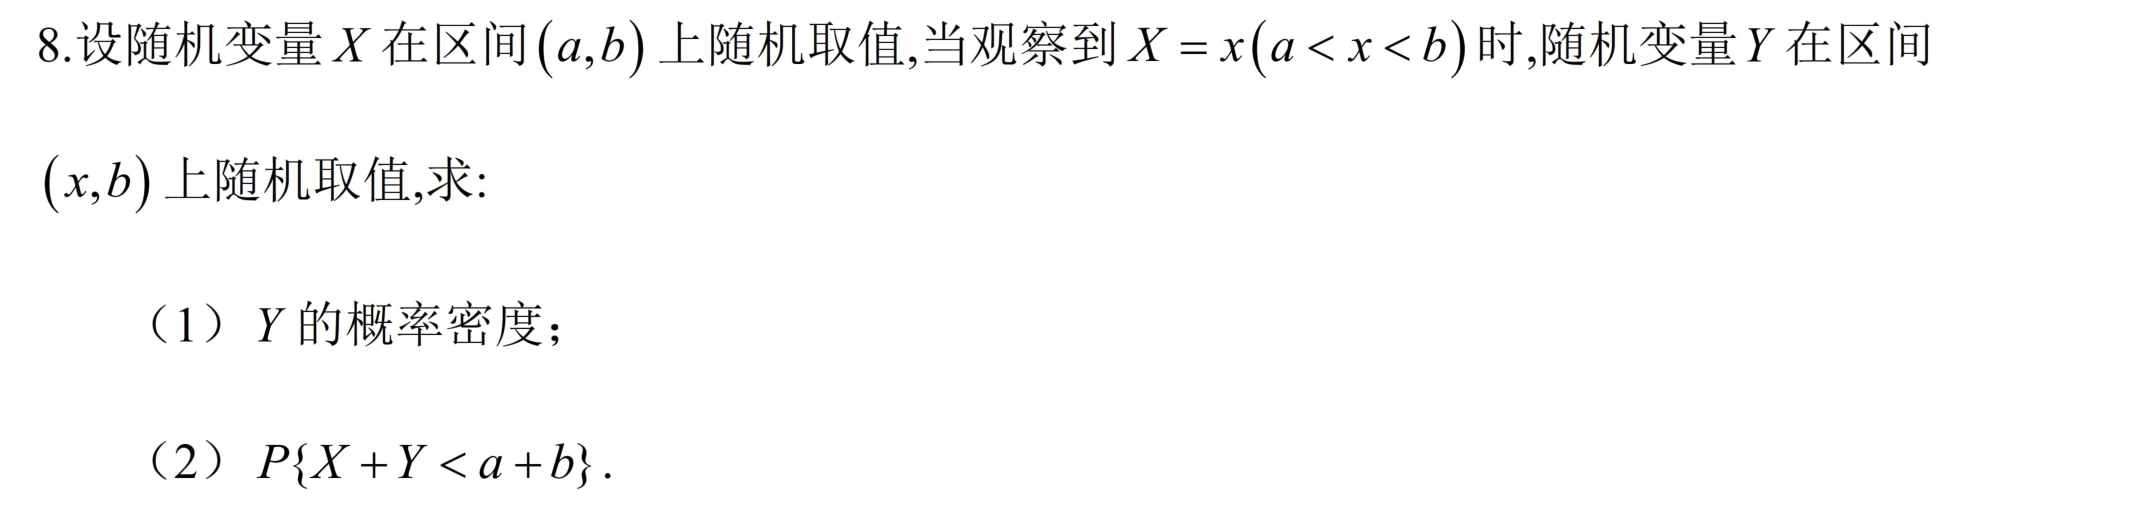 8.设随机变量 X 在区间(a,b) 上随机取值,当观察到 X = x(a < x < b)时,随机变量 Y 在区间
(x,b) 上随机取值,求:
（1） Y 的概率密度；
（2） P{X + Y < a + b} .